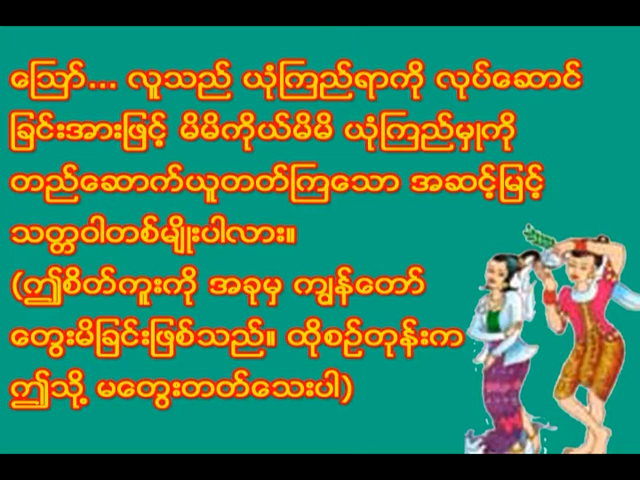 သြော်... လူသည် ယုံကြည်ရာကို လုပ်ဆောင်
ခြင်းအားဖြင့် မိမိကိုယ်မိမိ ယုံကြည်မှုကို
တည်ဆောက်ယူတတ်ကြသော အဆင့်မြင့်
သတ္တဝါတစ်မျိုးပါလား။
(ဤစိတ်ကူးကို အခုမှ ကျွန်တော်
တွေးမိခြင်းဖြစ်သည်။ ထိုစဉ်တုန်းက
ဤသို့ မတွေးတတ်သေးပါ)